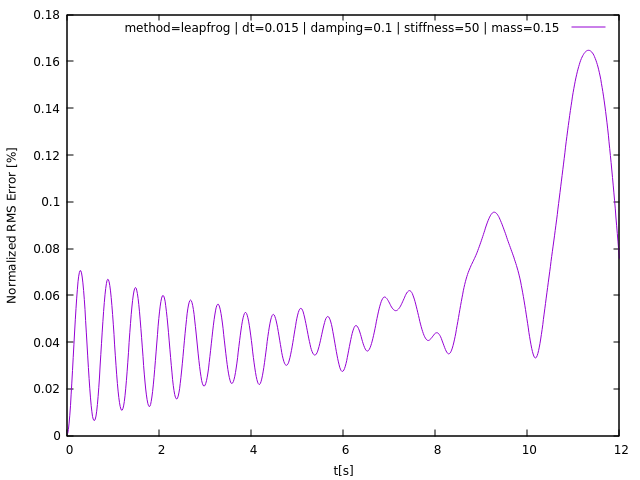 method=leapfrog | dt=0.015 | damping=0.1 | stiffness=50 | mass=0.15
0.18
0.16
0.14
0.12
0.1
0.08
0.06
0.04
0.02
0
Normalized RMS Error [%]
0 2 4 6 8 10 12
t[s]